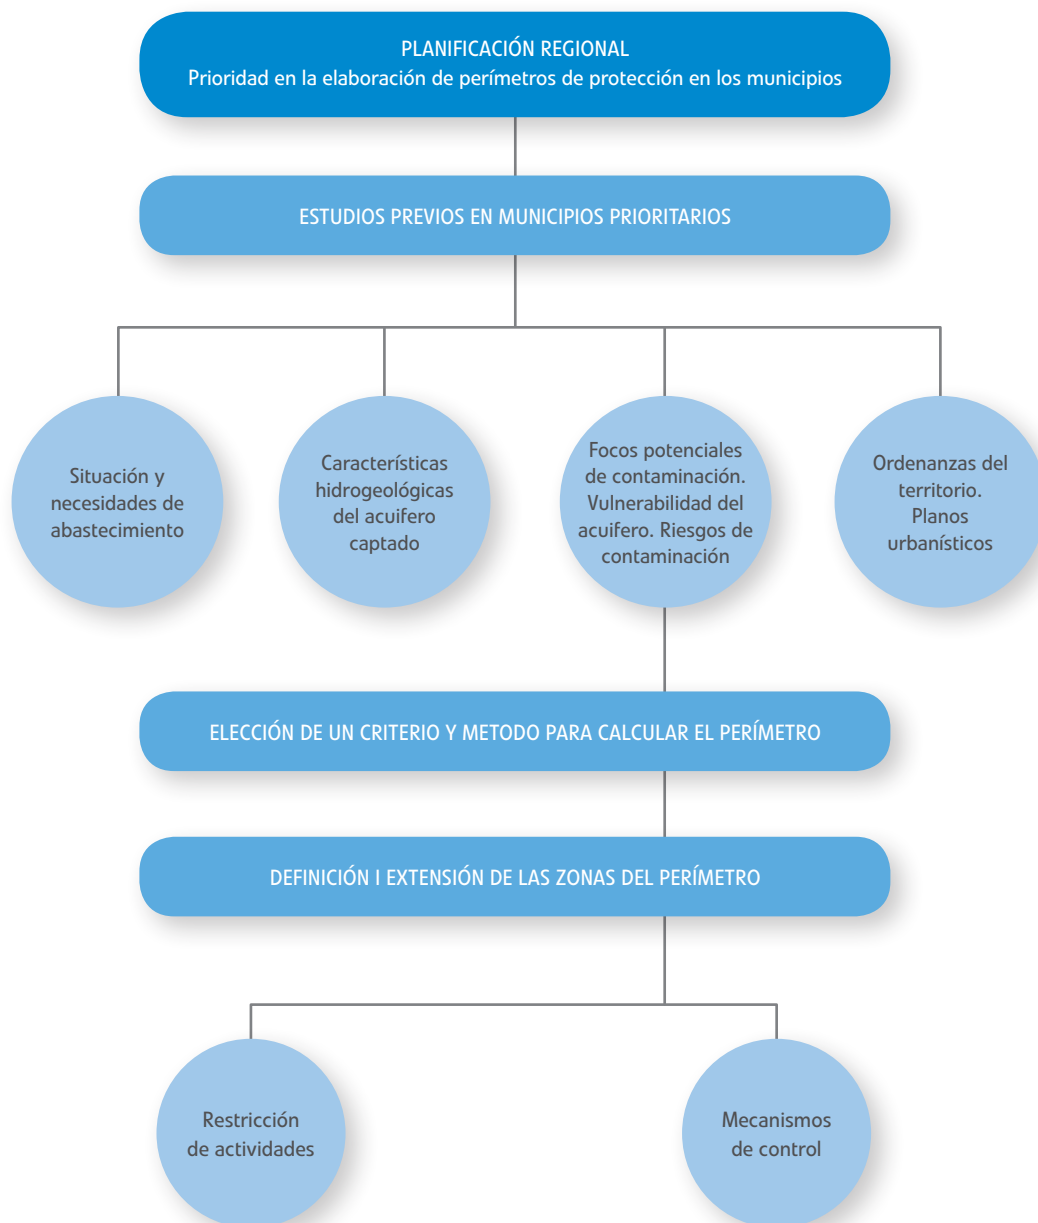 PLANIFICACIÓN REGIONAL
Prioridad en la elaboración de perímetros de protección en los municipios
ESTUDIOS PREVIOS EN MUNICIPIOS PRIORITARIOS
Situación y
necesidades de
abastecimiento
Características
hidrogeológicas
del acuifero
captado
Focos potenciales
de contaminación.
Vulnerabilidad del
acuifero. Riesgos de
contaminación
Ordenanzas del
territorio.
Planos
urbanísticos
ELECCIÓN DE UN CRITERIO Y METODO PARA CALCULAR EL PERÍMETRO
DEFINICIÓN I EXTENSIÓN DE LAS ZONAS DEL PERÍMETRO
Restricción
de actividades
Mecanismos
de control